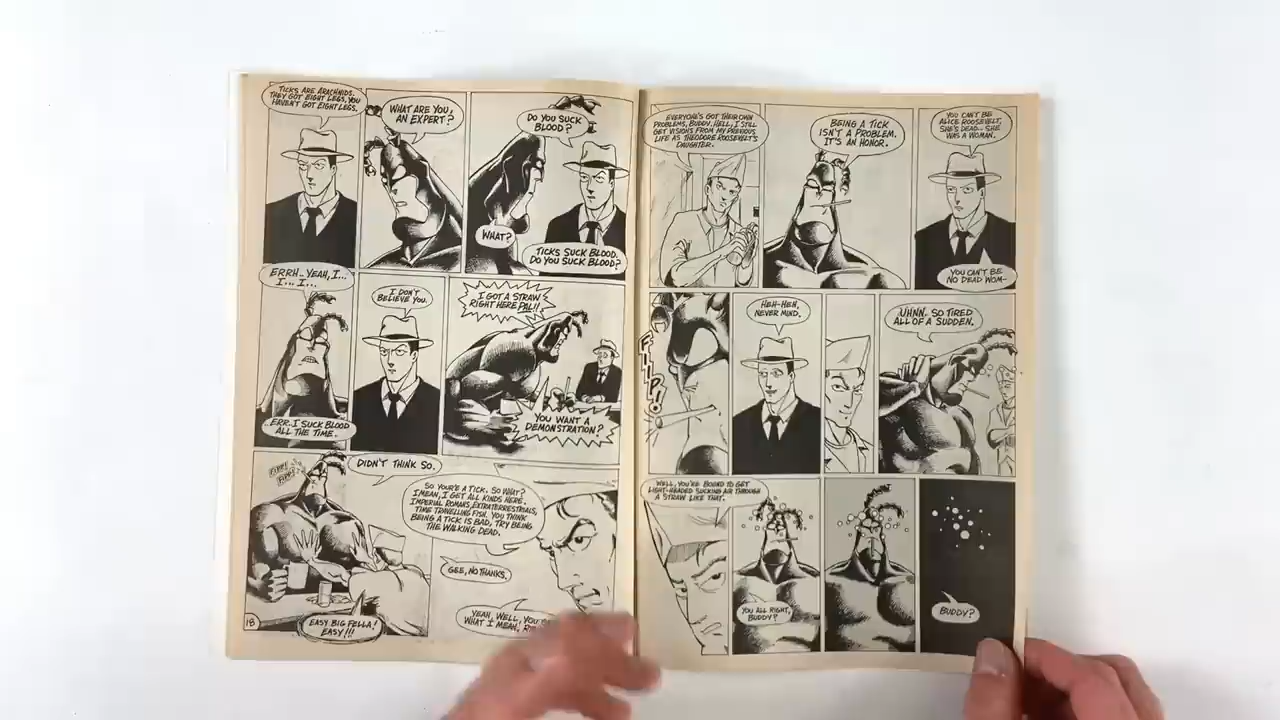 TICKS ARE ARACHNIDS.
THEY GOT EIGHT LEGS. YOU
HAVEN'T GOT EIGHT LEGS.
WHAT ARE YOU,
AN EXPERT?
DO YOU SUCK
BLOOD?
WHAT?
TICKS SUCK BLOOD.
DO YOU SUCK BLOOD?
ERRH.. YEAH, I...
I... I...
ERR. I SUCK BLOOD
ALL THE TIME.
I DON'T
BELIEVE YOU.
I GOT A STRAW
RIGHT HERE PAL!!
YOU WANT A
DEMONSTRATION?
DIDN'T THINK SO.
EASY BIG FELLA!
EASY!!!
18
SO YOUR'E A TICK. SO WHAT?
I MEAN, I GET ALL KINDS HERE.
IMPERIAL ROMANS, EXTRATERRESTRIALS,
TIME TRAVELLING FISH. YOU THINK
BEING A TICK IS BAD, TRY BEING
THE WALKING DEAD.
GEE, NO THANKS.
YEAH, WELL, YOU
WHAT I MEAN,
EVERYONE'S GOT THEIR OWN
PROBLEMS, BUDDY. HELL, I STILL
GET VISIONS FROM MY PREVIOUS
LIFE AS THEODORE ROOSEVELT'S
DAUGHTER.
BEING A TICK
ISN'T A PROBLEM.
IT'S AN HONOR.
YOU CAN'T BE
ALICE ROOSEVELT,
SHE'S DEAD-- SHE
WAS A WOMAN.
YOU CAN'T BE
NO DEAD WOM-
FIIIP!!
HEH-HEH,
NEVER MIND.
UHNN. SO TIRED
ALL OF A SUDDEN.
WELL, YOU'RE BOUND TO GET
LIGHT-HEADED SUCKING AIR THROUGH
A STRAW LIKE THAT.
YOU ALL RIGHT,
BUDDY?
BUDDY?